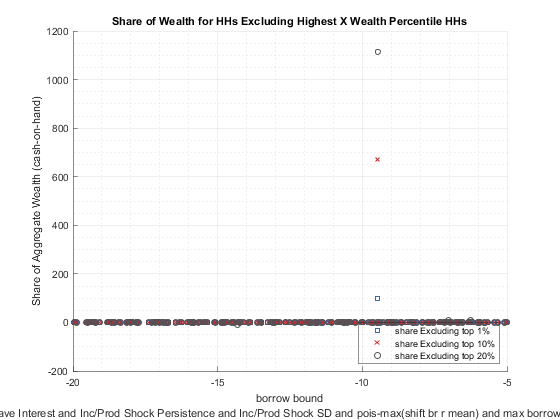 Share of Wealth for HHs Excluding Highest X Wealth Percentile HHs
1200
1000
800
600
400
200
0
-200
Share of Aggregate Wealth (cash-on-hand)
share Excluding top 1%
share Excluding top 10%
share Excluding top 20%
-20 -15 -10 -5
borrow bound
ave Interest and Inc/Prod Shock Persistence and Inc/Prod Shock SD and pois-max(shift br r mean) and max borrow